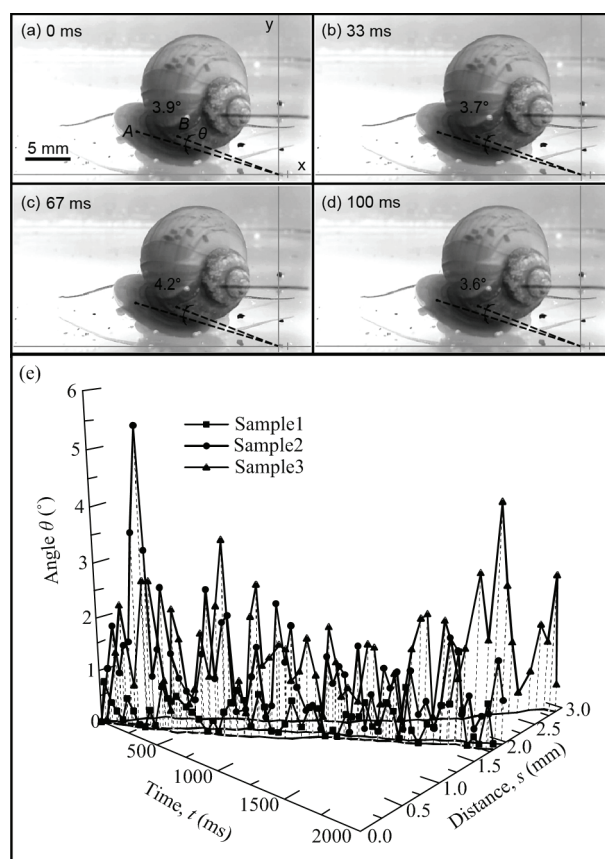 (a) 0 ms
y
3.9°
A
B
θ
5 mm
x
(b) 33 ms
3.7°
(c) 67 ms
4.2°
(d) 100 ms
3.6°
(e)
6
5
4
3
2
1
0
Angle θ (°)
Sample1
Sample2
Sample3
500
1000
1500
2000
Time, t (ms)
0.0
0.5
1.0
1.5
2.0
2.5
3.0
Distance, s (mm)